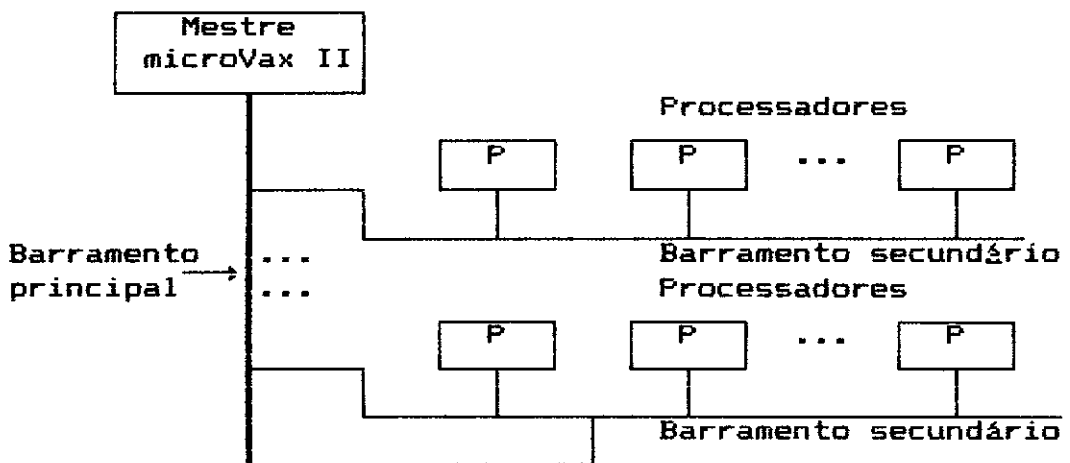 Mestre
microVax II
Processadores
P P ... P
Barramento secundário
Barramento ...
principal ...
Processadores
P P ... P
Barramento secundário